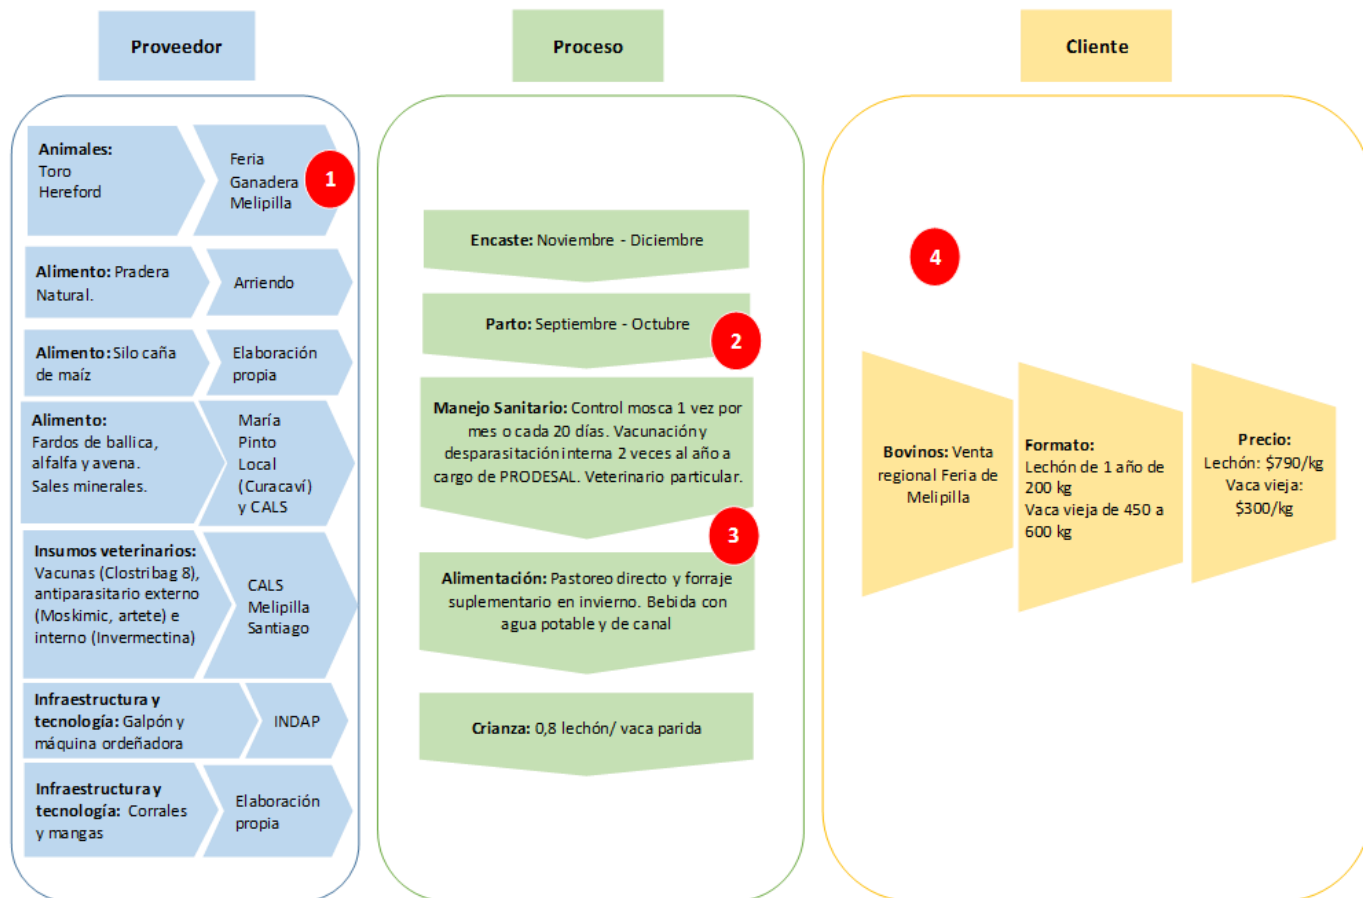 Proveedor
Animales:
Toro
Hereford
Feria
Ganadera
Melipilla
1
Alimento: Pradera
Natural.
Arriendo
Alimento: Silo caña
de maíz
Elaboración
propia
Alimento:
Fardos de ballica,
alfalfa y avena.
Sales minerales.
María
Pinto
Local
(Curacaví)
y CALS
Insumos veterinarios:
Vacunas (Clostribag 8),
antiparasitario externo
(Moskimic, artete) e
interno (Invermectina)
CALS
Melipilla
Santiago
Infraestructura y
tecnología: Galpón y
máquina ordeñadora
INDAP
Infraestructura y
tecnología: Corrales
y mangas
Elaboración
propia
Proceso
Encaste: Noviembre - Diciembre
Parto: Septiembre - Octubre
2
Manejo Sanitario: Control mosca 1 vez por
mes o cada 20 días. Vacunación y
desparasitación interna 2 veces al año a
cargo de PRODESAL. Veterinario particular.
3
Alimentación: Pastoreo directo y forraje
suplementario en invierno. Bebida con
agua potable y de canal
Crianza: 0,8 lechón/ vaca parida
Cliente
4
Bovinos: Venta
regional Feria de
Melipilla
Formato:
Lechón de 1 año de
200 kg
Vaca vieja de 450 a
600 kg
Precio:
Lechón: $790/kg
Vaca vieja:
$300/kg